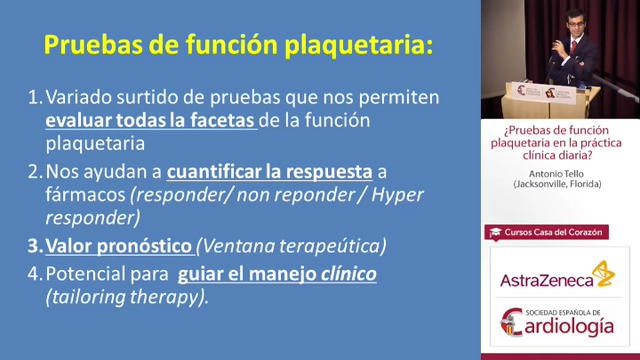 Pruebas de función plaquetaria:
1. Variado surtido de pruebas que nos permiten
evaluar todas la facetas de la función
plaquetaria
2. Nos ayudan a cuantificar la respuesta a
fármacos (responder/ non reponder / Hyper
responder)
3. Valor pronóstico (Ventana terapéutica)
4. Potencial para guiar el manejo clínico
(tailoring therapy).
¿Pruebas de función
plaquetaria en la práctica
clínica diaria?
Antonio Tello
(Jacksonville, Florida)
Cursos Casa del Corazón
AstraZeneca
SOCIEDAD ESPAÑOLA DE
Cardiología